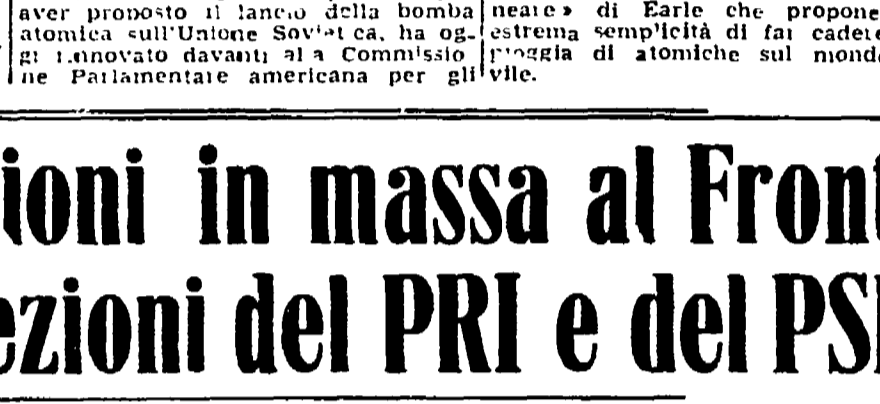 aver proposto il lancio della bomba
atomica sull'Unione Sovietica, ha og-
gi rinnovato davanti alla Commissio
ne Parlamentare americana per gli
neare» di Earle che propone
estrema semplicità di far cadere
pioggia di atomiche sul mond
vile.
ioni in massa al Front
ezioni del PRI e del PS